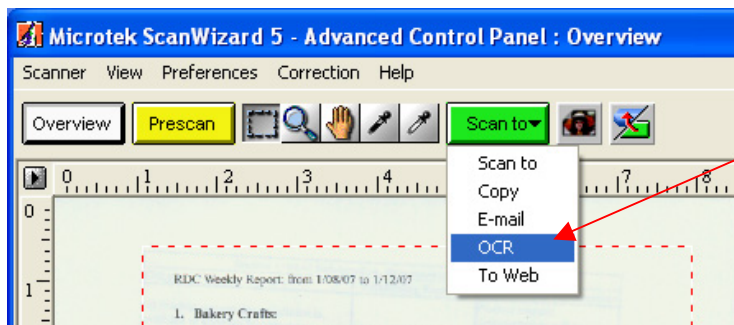 Microtek ScanWizard 5 - Advanced Control Panel : Overview
Scanner View Preferences Correction Help
Overview Prescan Scan to
Scan to
Copy
E-mail
OCR
To Web
0 1 2 3 4 7 8
0
1
RDC Weekly Report: from 1/08/07 to 1/12/07
1. Bakery Crafts: